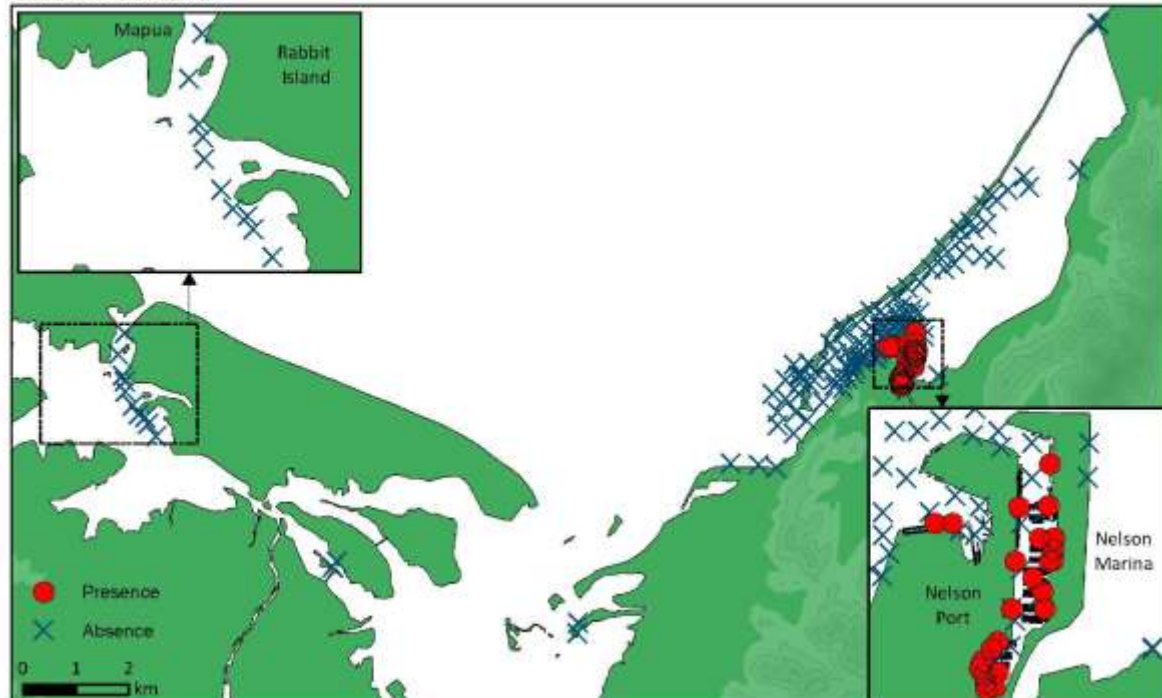 Mapua
Rabbit
Island
Nelson
Marina
Nelson
Port
Presence
Absence
0 1 2
km